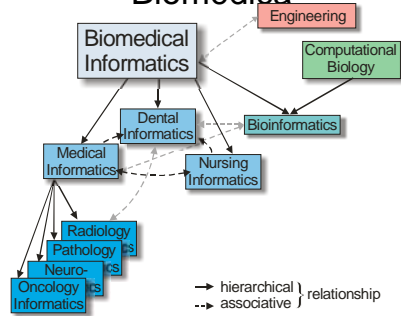 Biomedica
Engineering
Biomedical
Informatics
Computational
Biology
Dental
Informatics
Bioinformatics
Medical
Informatics
Nursing
Informatics
Radiology
Pathology
Neuro-
Oncology
Informatics
hierarchical
associative
relationship